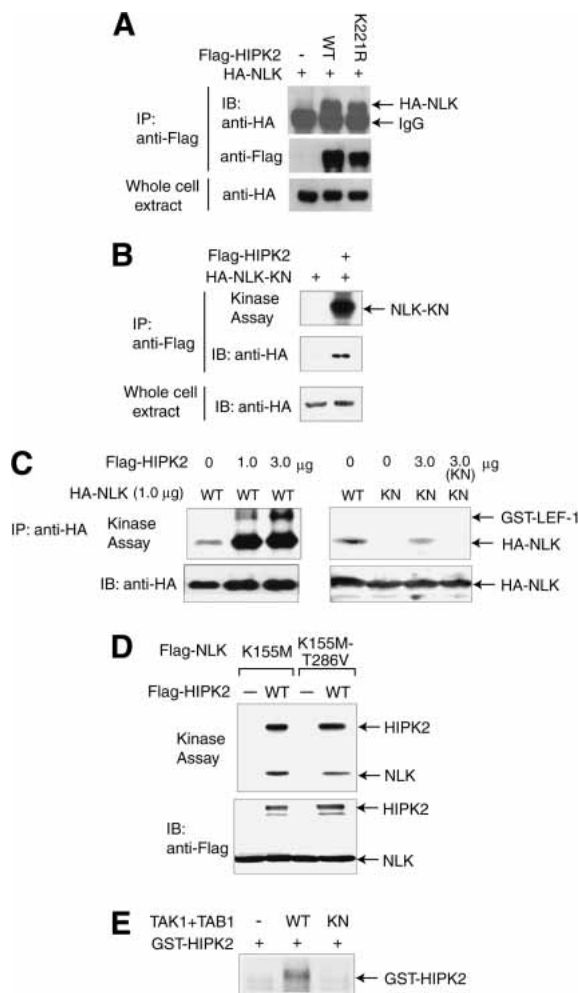 A
Flag-HIPK2 - WT K221R
HA-NLK + + +
IP: anti-Flag
IB: anti-HA
HA-NLK
IgG
anti-Flag
Whole cell extract
anti-HA
B
Flag-HIPK2 +
HA-NLK-KN + +
IP: anti-Flag
Kinase Assay
NLK-KN
IB: anti-HA
Whole cell extract
IB: anti-HA
C
Flag-HIPK2 0 1.0 3.0 μg 0 0 3.0 3.0 (KN) μg
HA-NLK (1.0 μg) WT WT WT WT KN KN KN
IP: anti-HA
Kinase Assay
GST-LEF-1
HA-NLK
IB: anti-HA
HA-NLK
D
Flag-NLK K155M K155M-T286V
Flag-HIPK2 — WT — WT
Kinase Assay
HIPK2
NLK
IB: anti-Flag
HIPK2
NLK
E
TAK1+TAB1 - WT KN
GST-HIPK2 + + +
GST-HIPK2